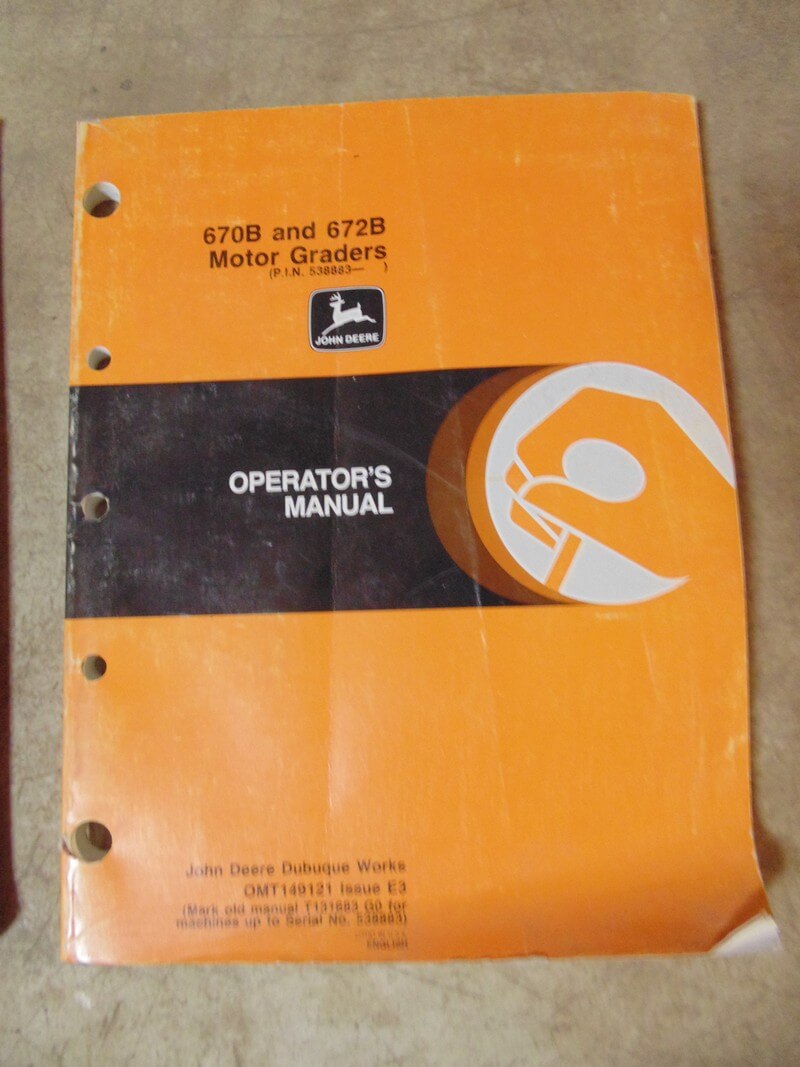 670B and 672B
Motor Graders
(P.I.N. 538883— )
JOHN DEERE
OPERATOR'S
MANUAL
John Deere Dubuque Works
OMT149121 Issue E3
(Mark old manual T131683 G0 for
machines up to Serial No. 538883)
ENGLISH